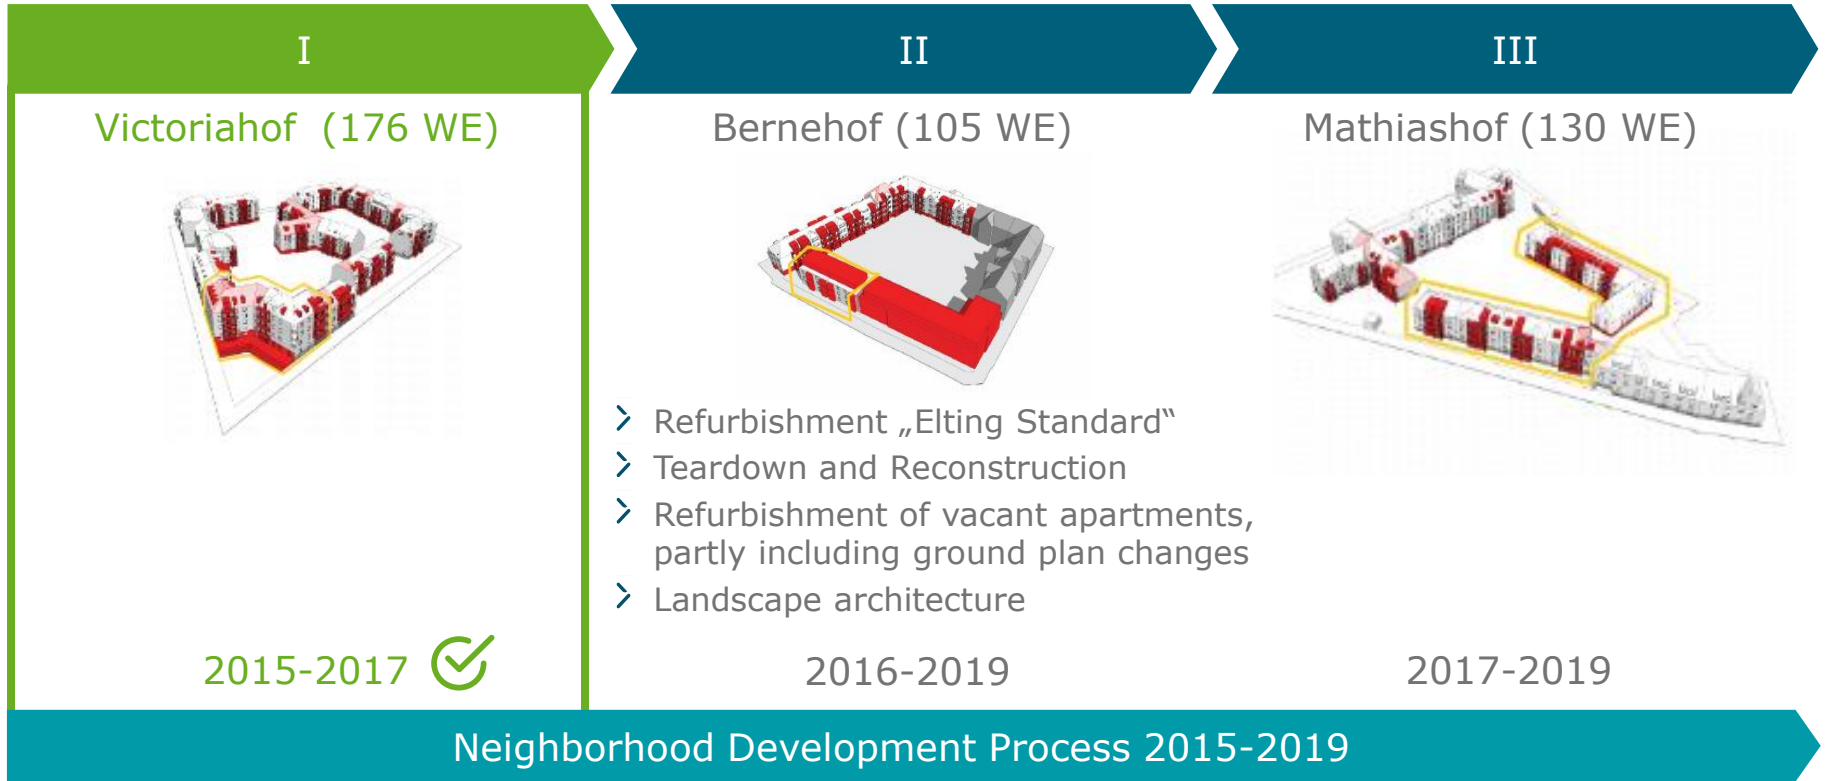 I
II
III
Victoriahof (176 WE)
Bernehof (105 WE)
Mathiashof (130 WE)
Refurbishment „Elting Standard“
Teardown and Reconstruction
Refurbishment of vacant apartments,
partly including ground plan changes
Landscape architecture
2015-2017
2016-2019
2017-2019
Neighborhood Development Process 2015-2019